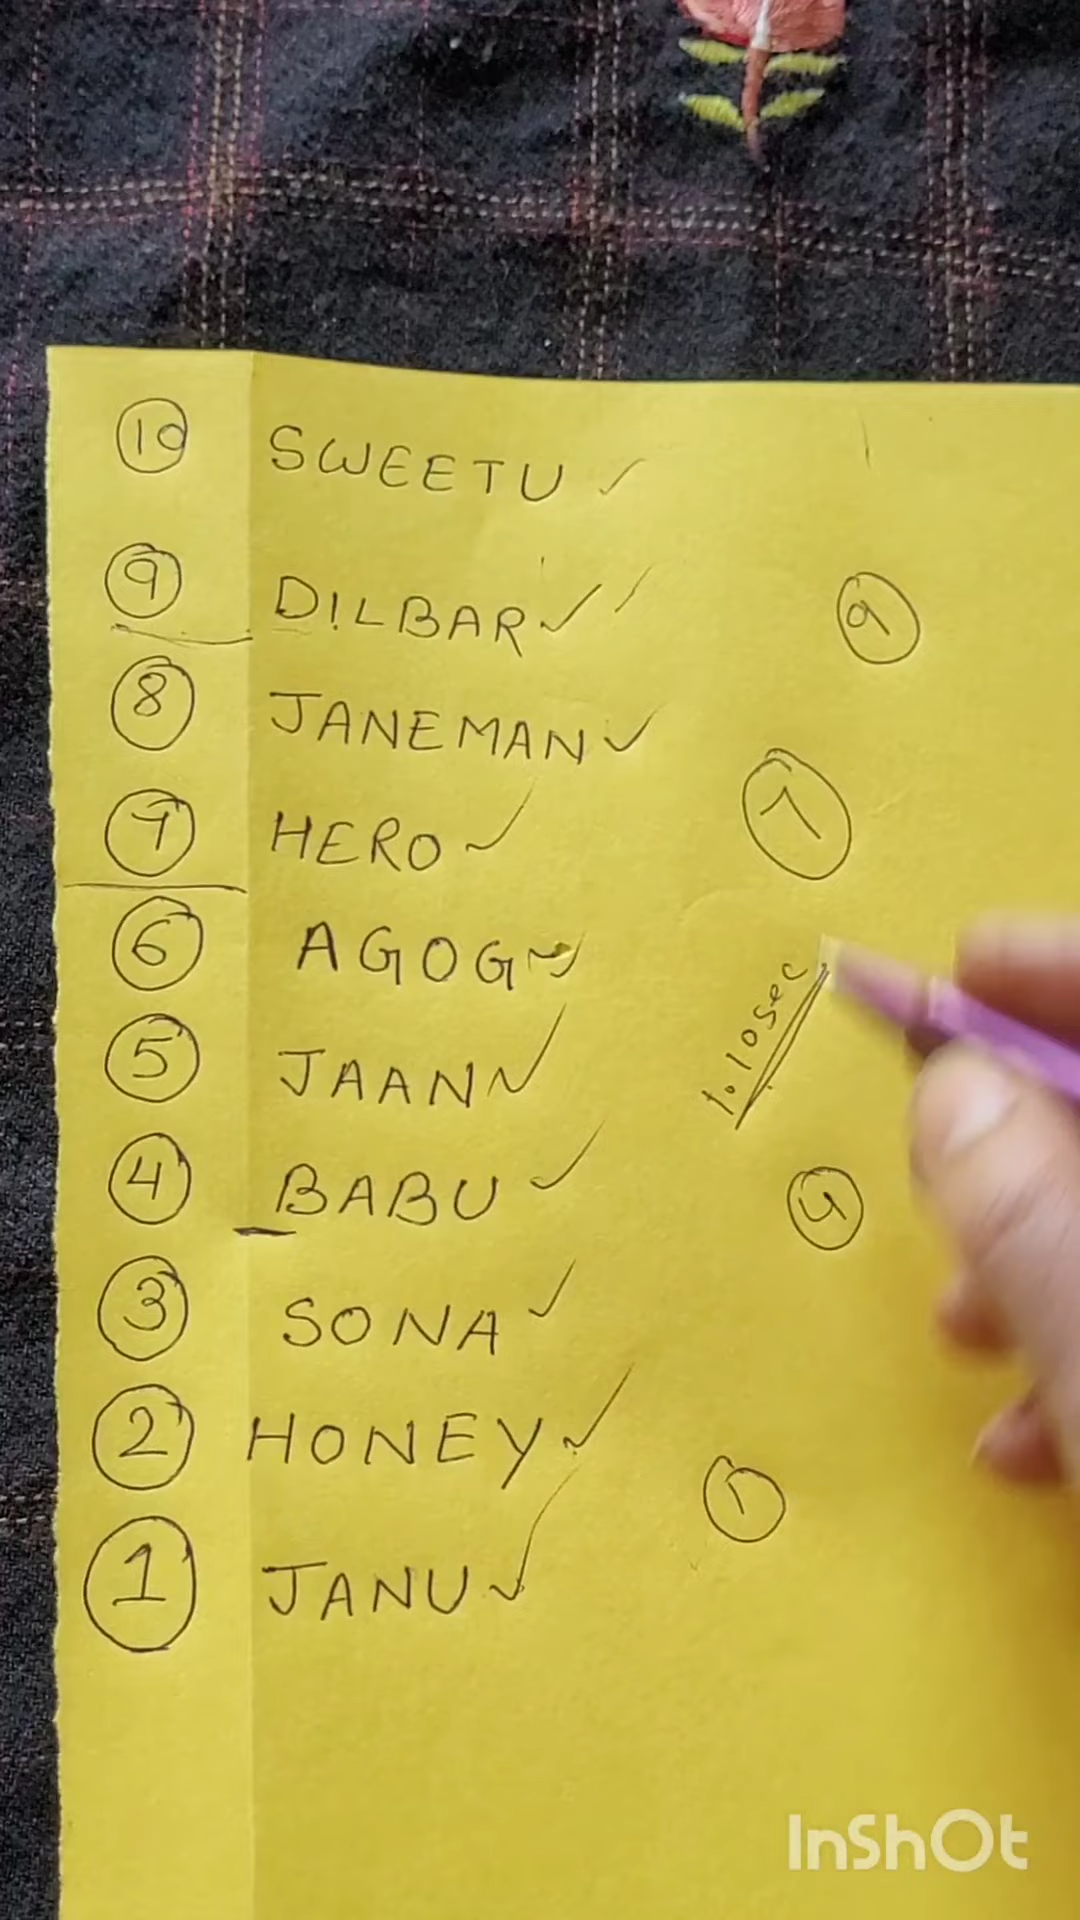 10 SWEETU
9 DILBAR 9
8 JANEMAN
7 HERO 7
6 AGOG
1.10sec
5 JAAN
4 BABU 4
3 SONA
2 HONEY
1 JANU 1
InShOt